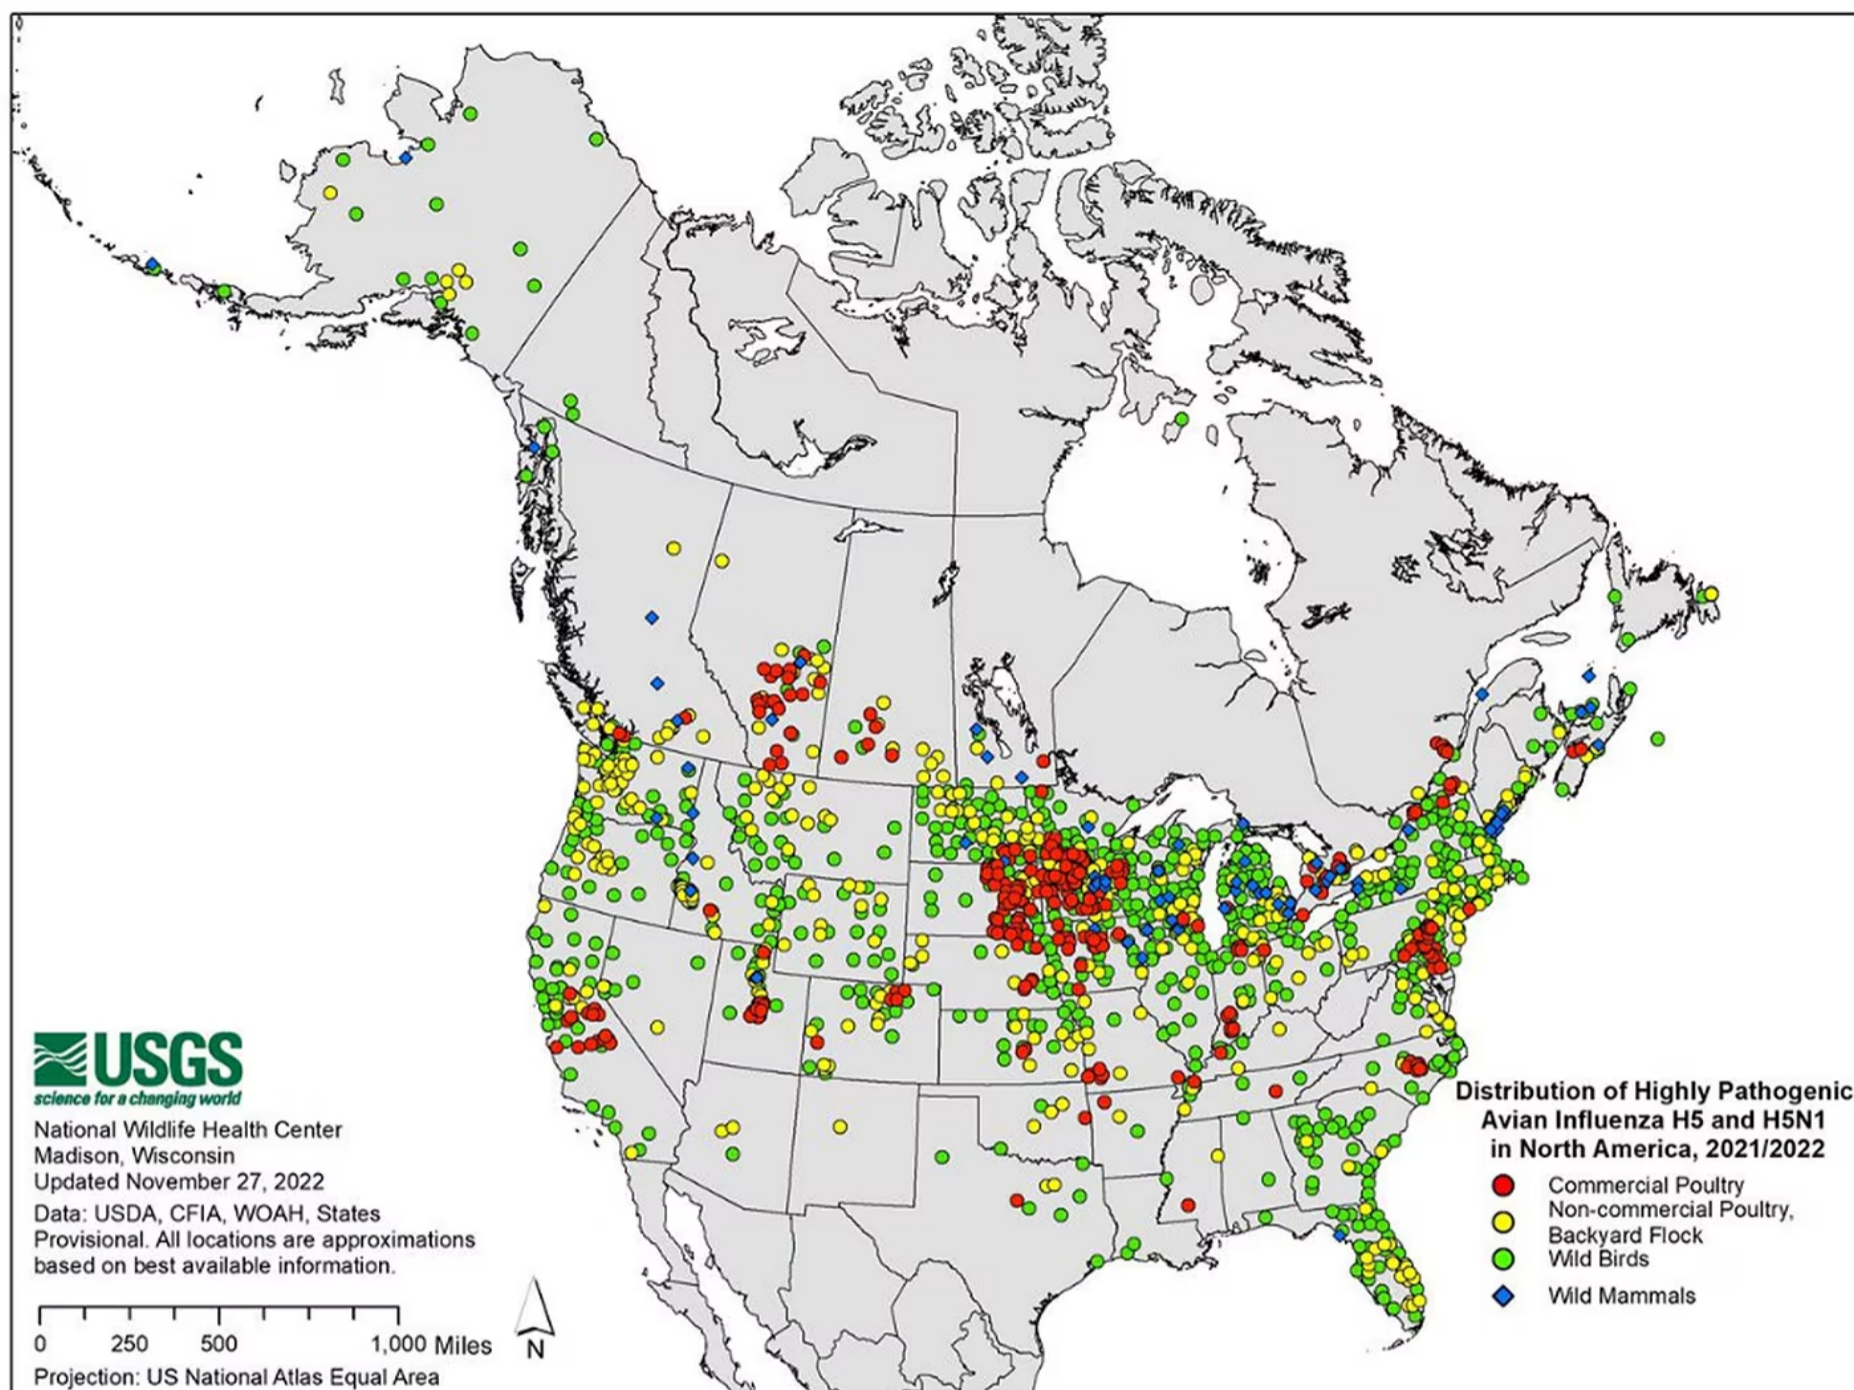 USGS
science for a changing world
National Wildlife Health Center
Madison, Wisconsin
Updated November 27, 2022
Data: USDA, CFIA, WOAH, States
Provisional. All locations are approximations
based on best available information.
0 250 500 1,000 Miles
Projection: US National Atlas Equal Area
N
Distribution of Highly Pathogenic
Avian Influenza H5 and H5N1
in North America, 2021/2022
Commercial Poultry
Non-commercial Poultry,
Backyard Flock
Wild Birds
Wild Mammals